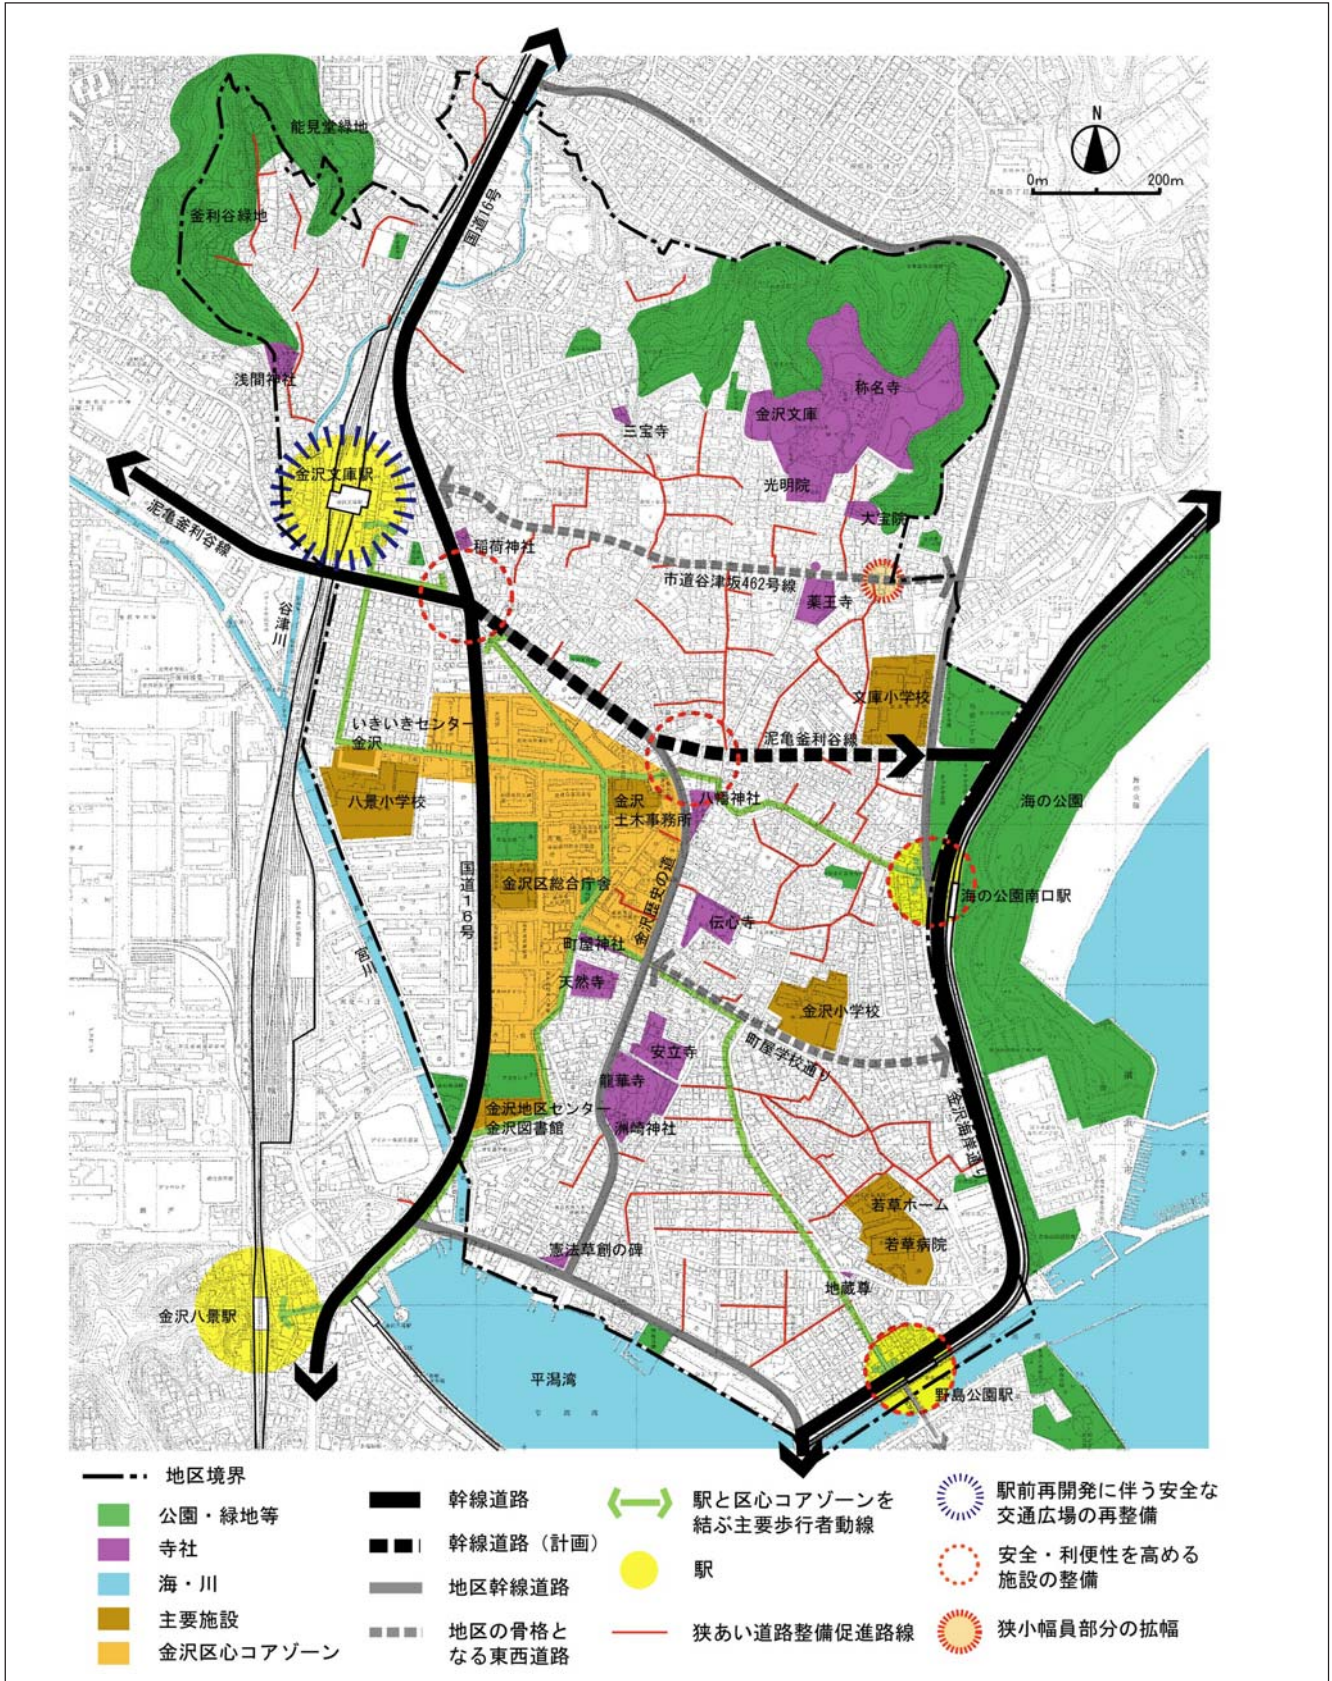 N
0m 200m
能見堂緑地
釜利谷緑地
国道16号
浅間神社
称名寺
金沢文庫
三宝寺
光明院
大宝院
金沢文庫駅
泥亀釜利谷線
稲荷神社
市道谷津坂462号線
薬王寺
谷津川
文庫小学校
いきいきセンター
金沢
泥亀釜利谷線
八景小学校
金沢
土木事務所
八幡神社
海の公園
国道16号
金沢区総合庁舎
金沢歴史の道
海の公園南口駅
伝心寺
町屋神社
宮川
天然寺
金沢小学校
安立寺
町屋学校通り
龍華寺
金沢地区センター
金沢図書館
洲崎神社
金沢海岸通り
若草ホーム
若草病院
憲法草創の碑
地蔵尊
金沢八景駅
平潟湾
野島公園駅
地区境界
公園・緑地等
寺社
海・川
主要施設
金沢区心コアゾーン
幹線道路
幹線道路（計画）
地区幹線道路
地区の骨格と
なる東西道路
駅と区心コアゾーンを
結ぶ主要歩行者動線
駅
狭あい道路整備促進路線
駅前再開発に伴う安全な
交通広場の再整備
安全・利便性を高める
施設の整備
狭小幅員部分の拡幅